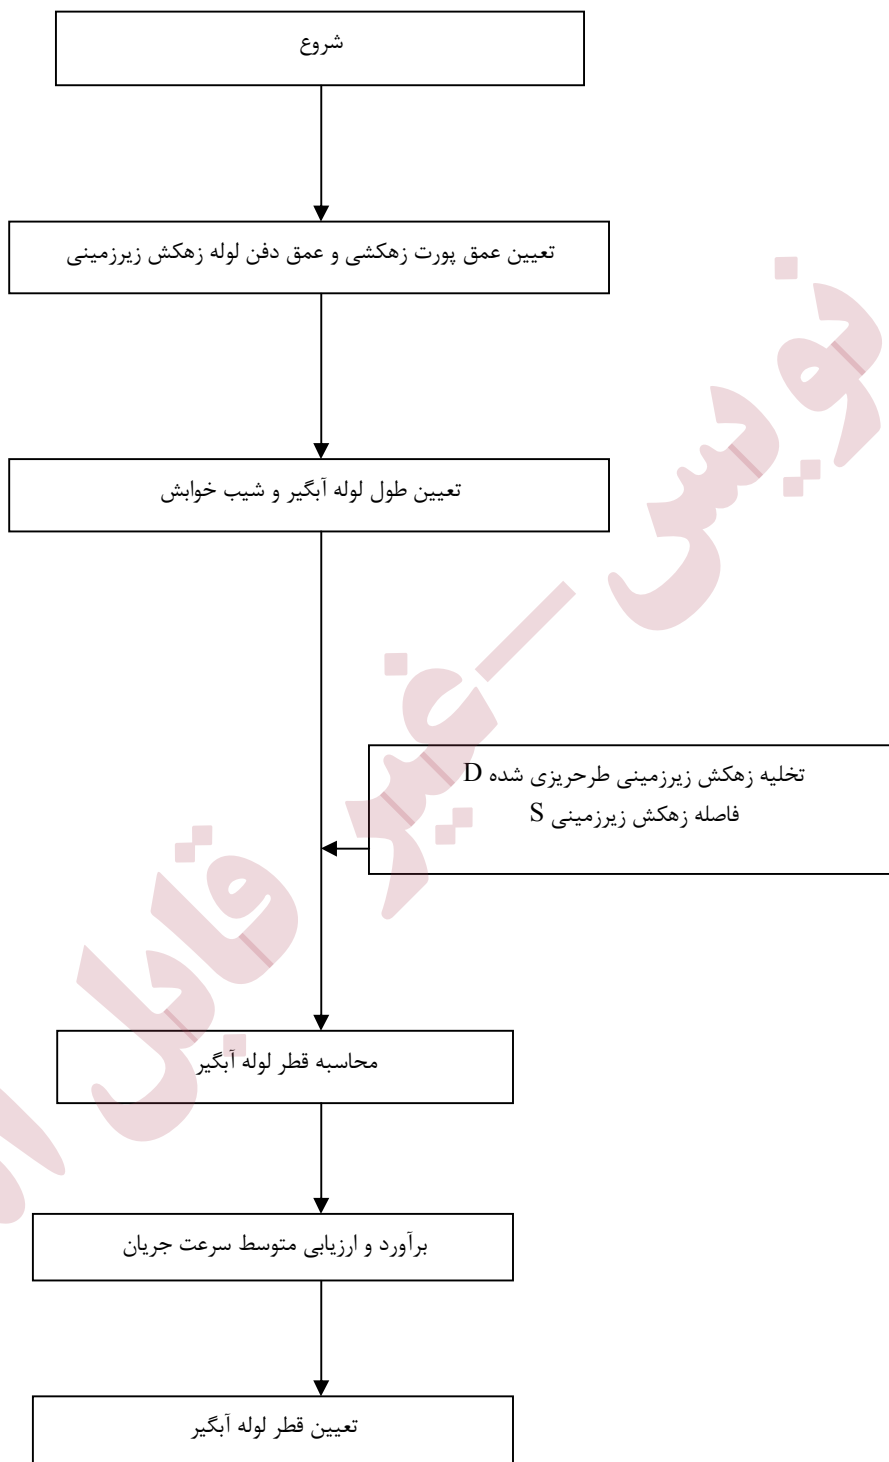 شروع
تعیین عمق پورت زهکشی و عمق دفن لوله زهکش زیرزمینی
تعیین طول لوله آبگیر و شیب خوابش
تخلیه زهکش زیرزمینی طرحریزی شده D
فاصله زهکش زیرزمینی S
محاسبه قطر لوله آبگیر
برآورد و ارزیابی متوسط سرعت جریان
تعیین قطر لوله آبگیر
نویس – غیر قابل